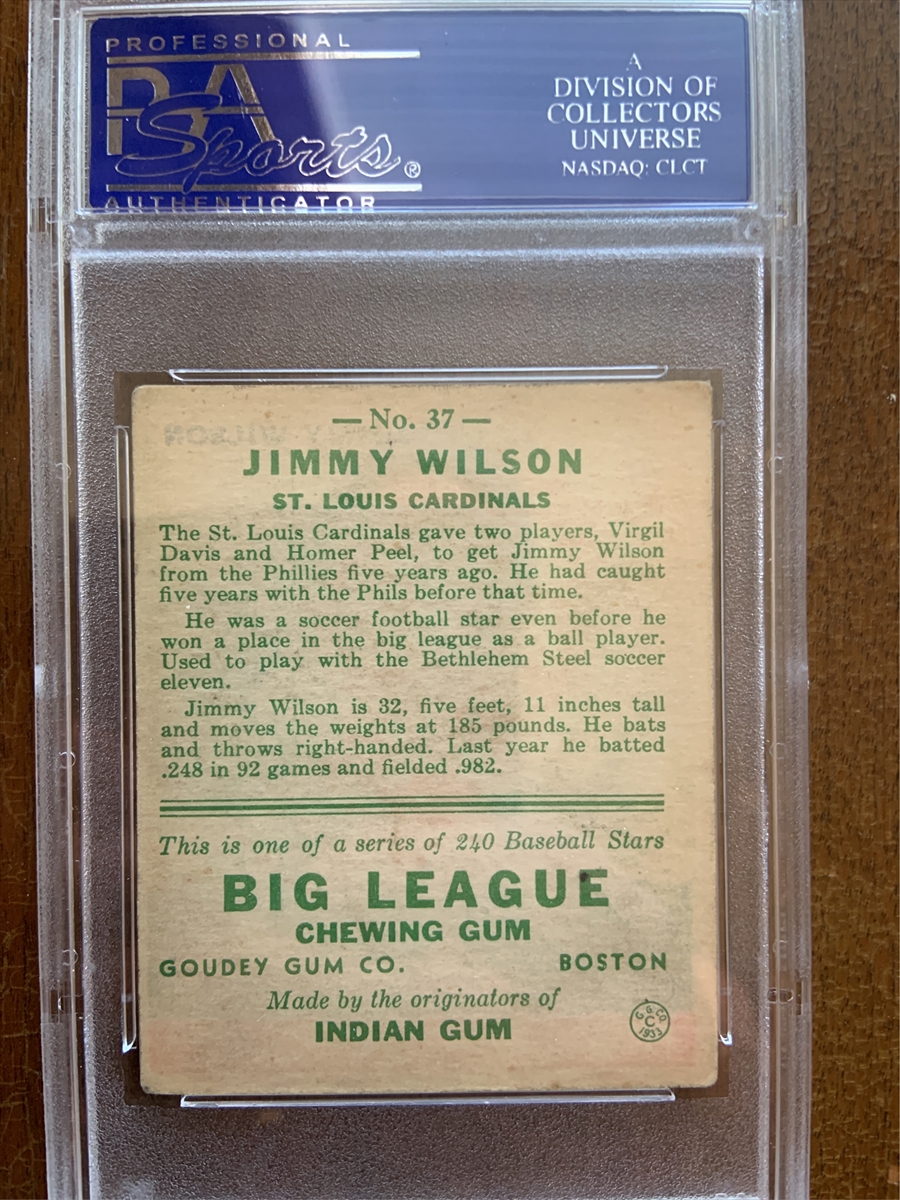 PROFESSIONAL
PSA
Sports®
AUTHENTICATOR
A
DIVISION OF
COLLECTORS
UNIVERSE
NASDAQ: CLCT
— No. 37 —
JIMMY WILSON
ST. LOUIS CARDINALS
The St. Louis Cardinals gave two players, Virgil
Davis and Homer Peel, to get Jimmy Wilson
from the Phillies five years ago. He had caught
five years with the Phils before that time.
He was a soccer football star even before he
won a place in the big league as a ball player.
Used to play with the Bethlehem Steel soccer
eleven.
Jimmy Wilson is 32, five feet, 11 inches tall
and moves the weights at 185 pounds. He bats
and throws right-handed. Last year he batted
.248 in 92 games and fielded .982.
This is one of a series of 240 Baseball Stars
BIG LEAGUE
CHEWING GUM
GOUDEY GUM CO. BOSTON
Made by the originators of
INDIAN GUM
G. G. CO.
C
1933